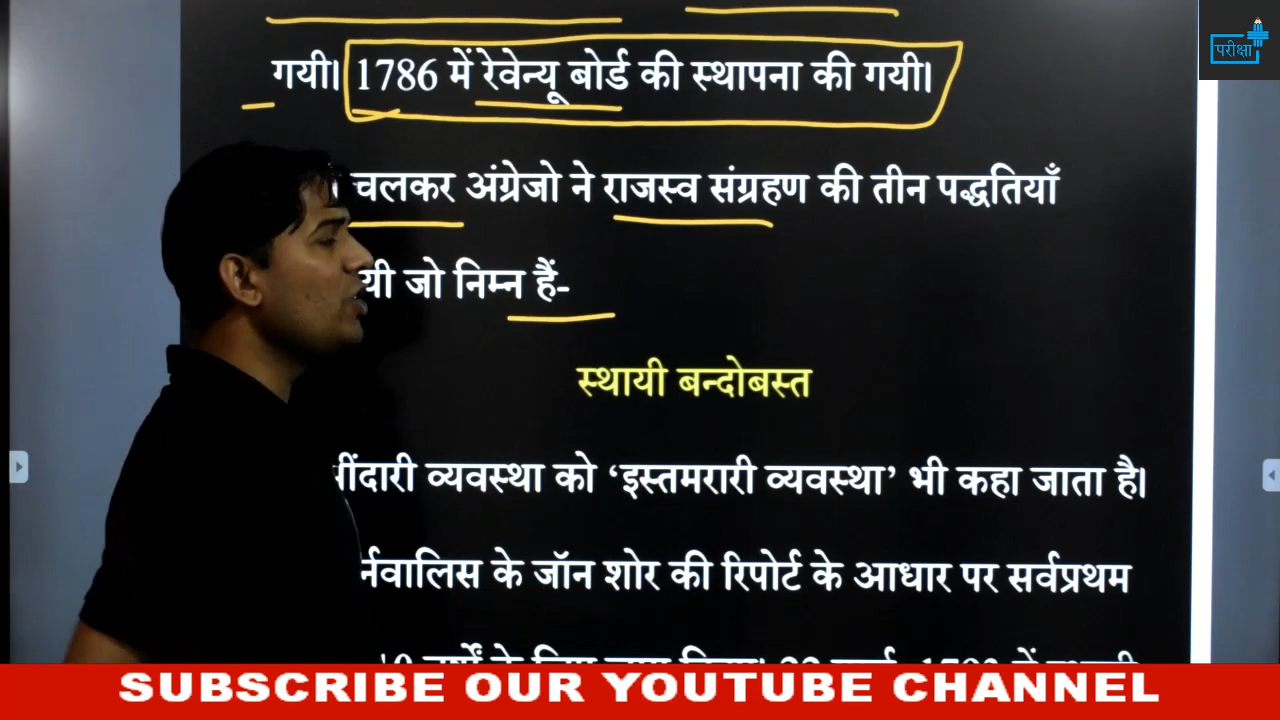 परीक्षा
गयी। 1786 में रेवेन्यू बोर्ड की स्थापना की गयी।
चलकर अंग्रेजो ने राजस्व संग्रहण की तीन पद्धतियाँ
जो निम्न हैं-
स्थायी बन्दोबस्त
व्यवस्था को ‘इस्तमरारी व्यवस्था’ भी कहा जाता है।
के जॉन शोर की रिपोर्ट के आधार पर सर्वप्रथम
SUBSCRIBE OUR YOUTUBE CHANNEL